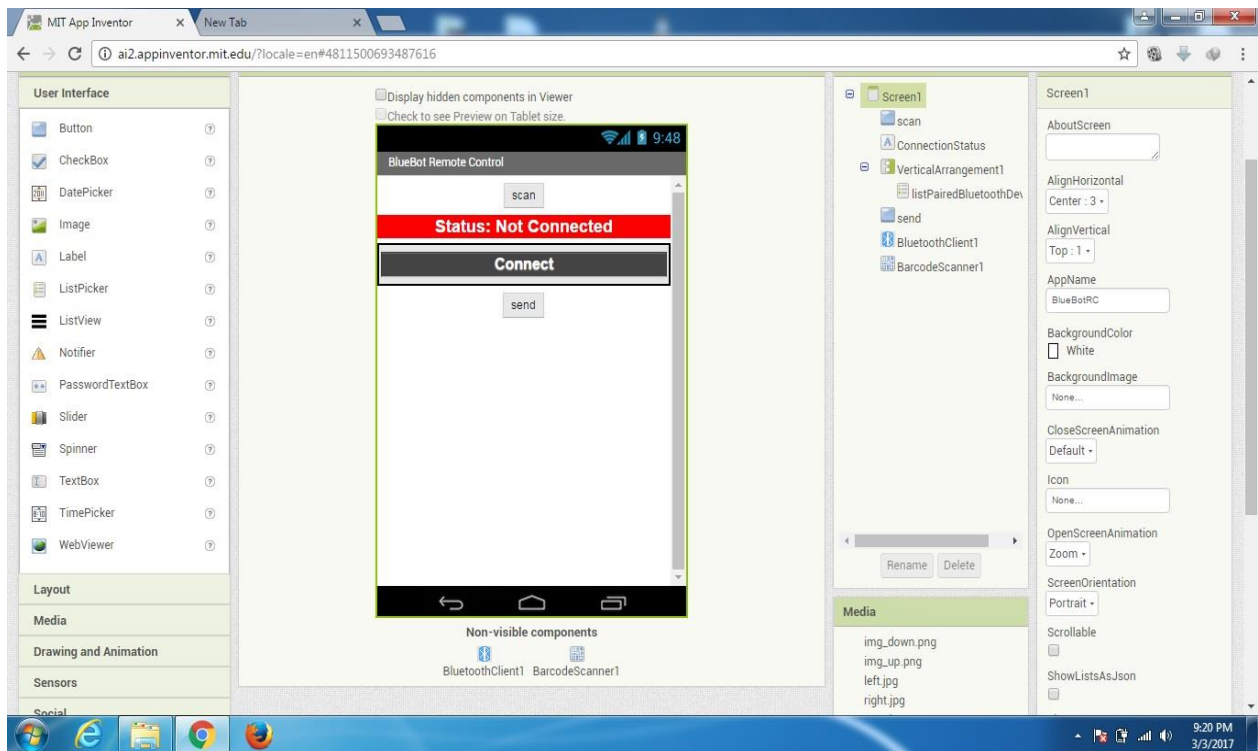 MIT App Inventor
New Tab
ai2.appinventor.mit.edu/?locale=en#4811500693487616
User Interface
Button
CheckBox
DatePicker
Image
Label
ListPicker
ListView
Notifier
PasswordTextBox
Slider
Spinner
TextBox
TimePicker
WebViewer
Layout
Media
Drawing and Animation
Sensors
Social
Display hidden components in Viewer
Check to see Preview on Tablet size.
9:48
BlueBot Remote Control
scan
Status: Not Connected
Connect
send
Non-visible components
BluetoothClient1
BarcodeScanner1
Screen1
scan
ConnectionStatus
VerticalArrangement1
listPairedBluetoothDev
send
BluetoothClient1
BarcodeScanner1
Rename
Delete
Media
img_down.png
img_up.png
left.jpg
right.jpg
Screen1
AboutScreen
AlignHorizontal
Center : 3
AlignVertical
Top : 1
AppName
BlueBotRC
BackgroundColor
White
BackgroundImage
None...
CloseScreenAnimation
Default
Icon
None...
OpenScreenAnimation
Zoom
ScreenOrientation
Portrait
Scrollable
ShowListsAsJson
9:20 PM
3/3/2017